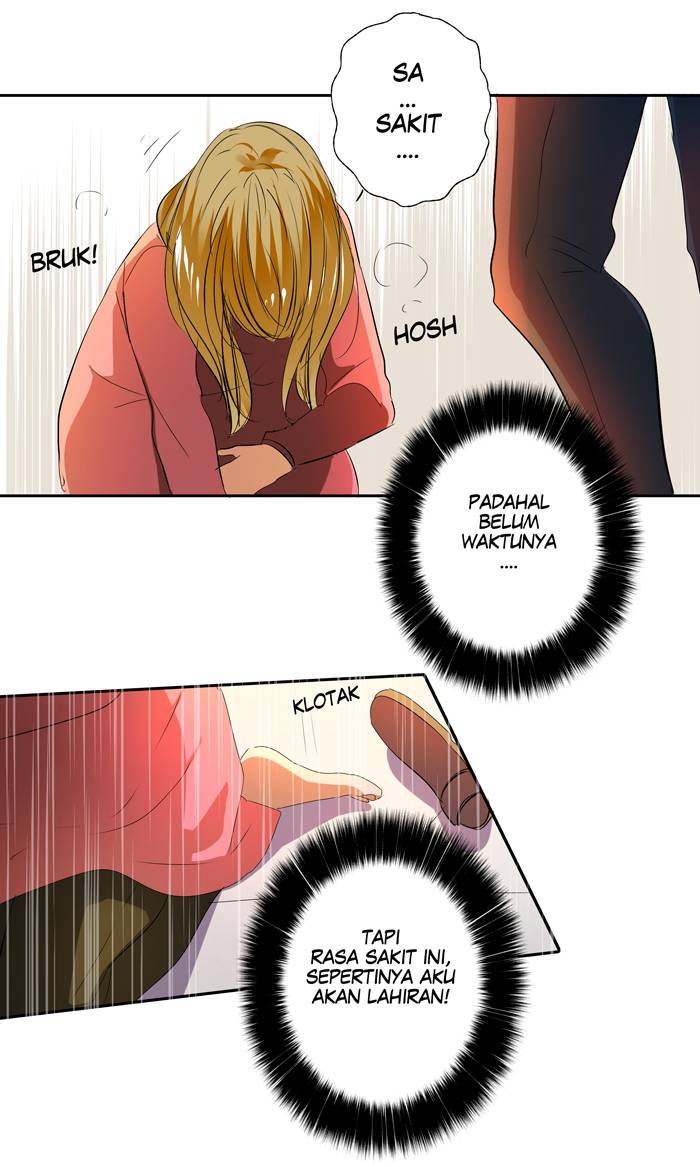 SA
...
SAKIT
....
BRUK!
HOSH
PADAHAL
BELUM
WAKTUNYA
....
KLOTAK
TAPI
RASA SAKIT INI,
SEPERTINYA AKU
AKAN LAHIRAN!